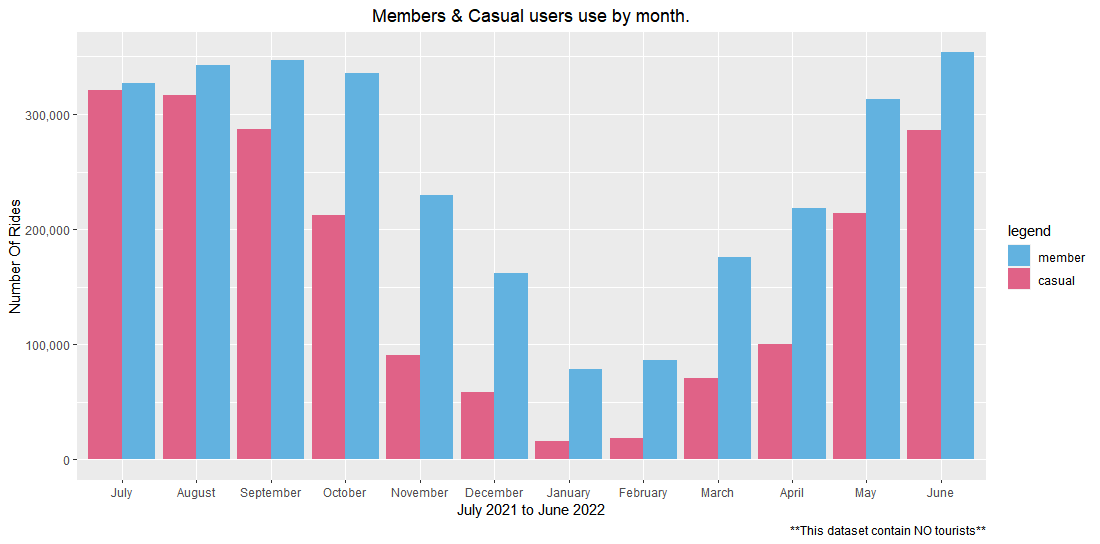 Members & Casual users use by month.
Number Of Rides
300,000
200,000
100,000
0
July August September October November December January February March April May June
July 2021 to June 2022
**This dataset contain NO tourists**
legend
member
casual